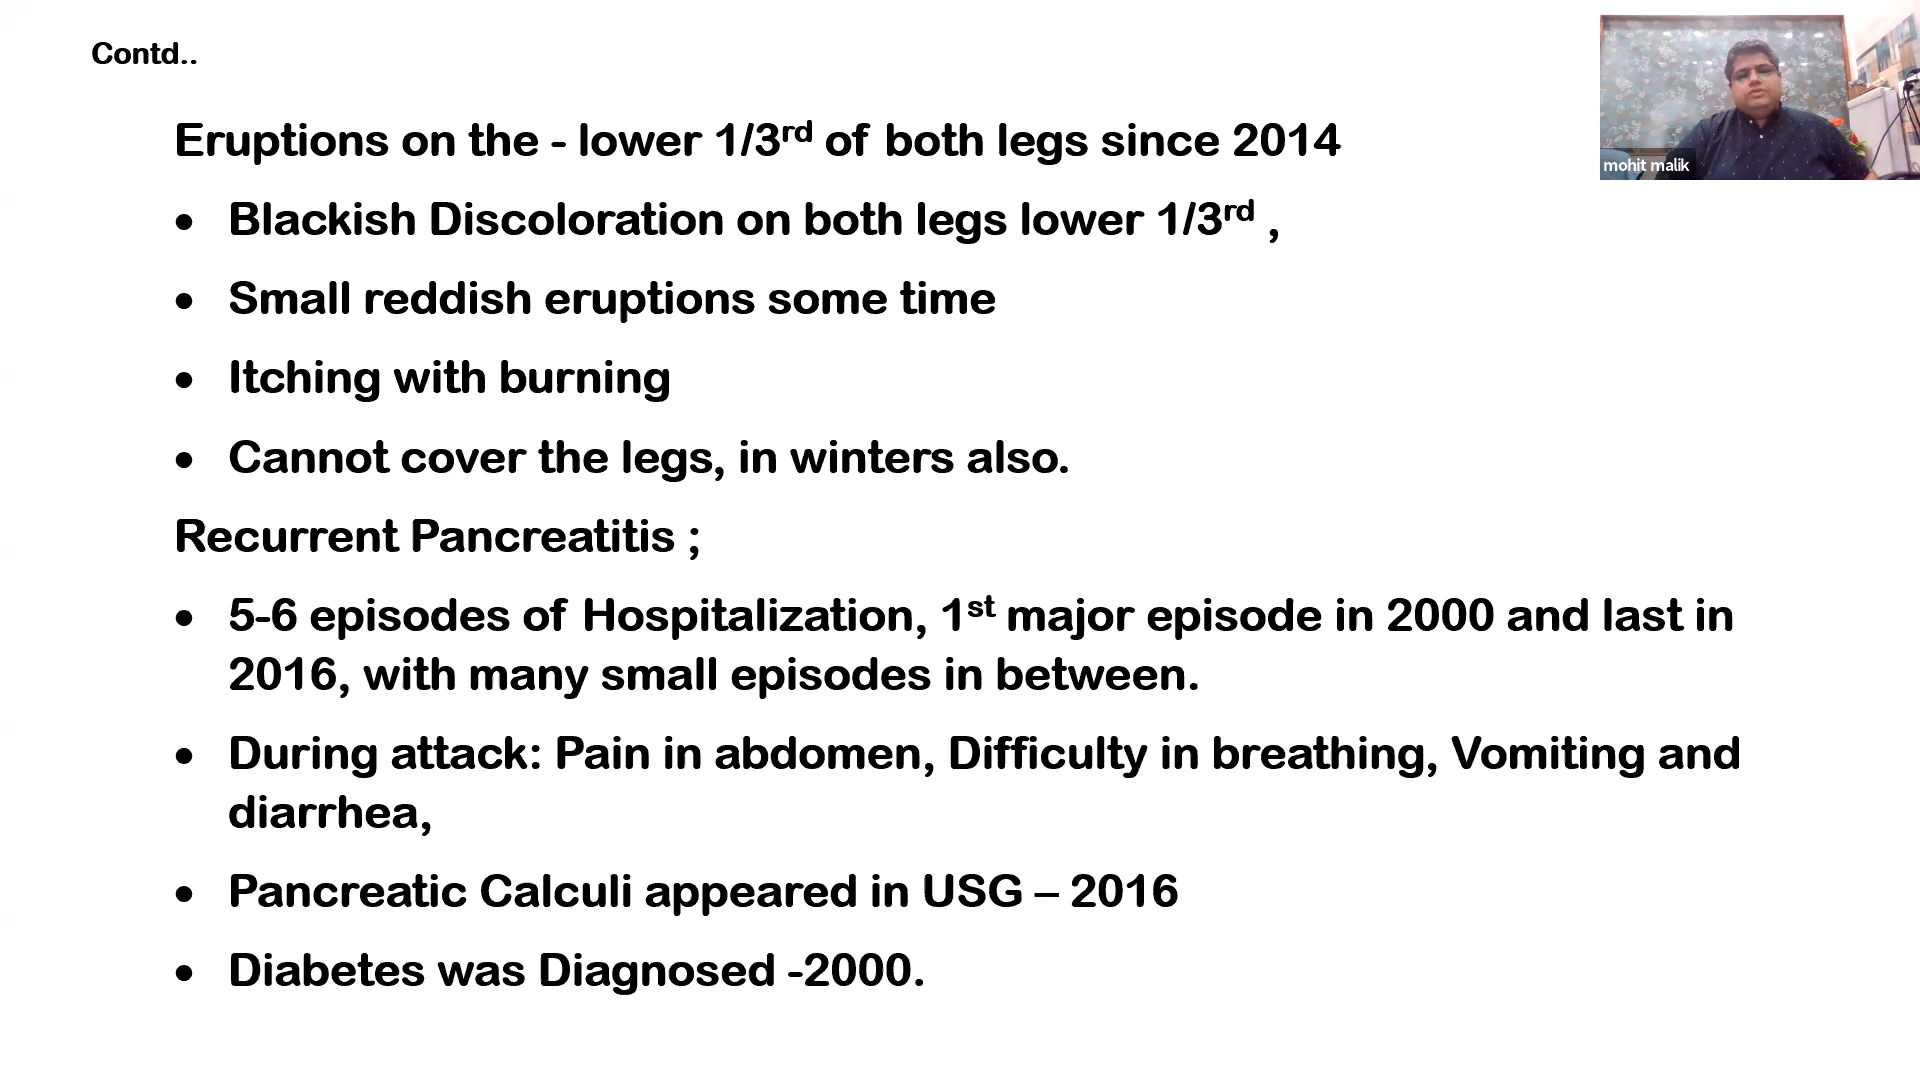 Contd..
mohit malik
Eruptions on the - lower 1/3rd of both legs since 2014
• Blackish Discoloration on both legs lower 1/3rd ,
• Small reddish eruptions some time
• Itching with burning
• Cannot cover the legs, in winters also.
Recurrent Pancreatitis ;
• 5-6 episodes of Hospitalization, 1st major episode in 2000 and last in
2016, with many small episodes in between.
• During attack: Pain in abdomen, Difficulty in breathing, Vomiting and
diarrhea,
• Pancreatic Calculi appeared in USG – 2016
• Diabetes was Diagnosed -2000.